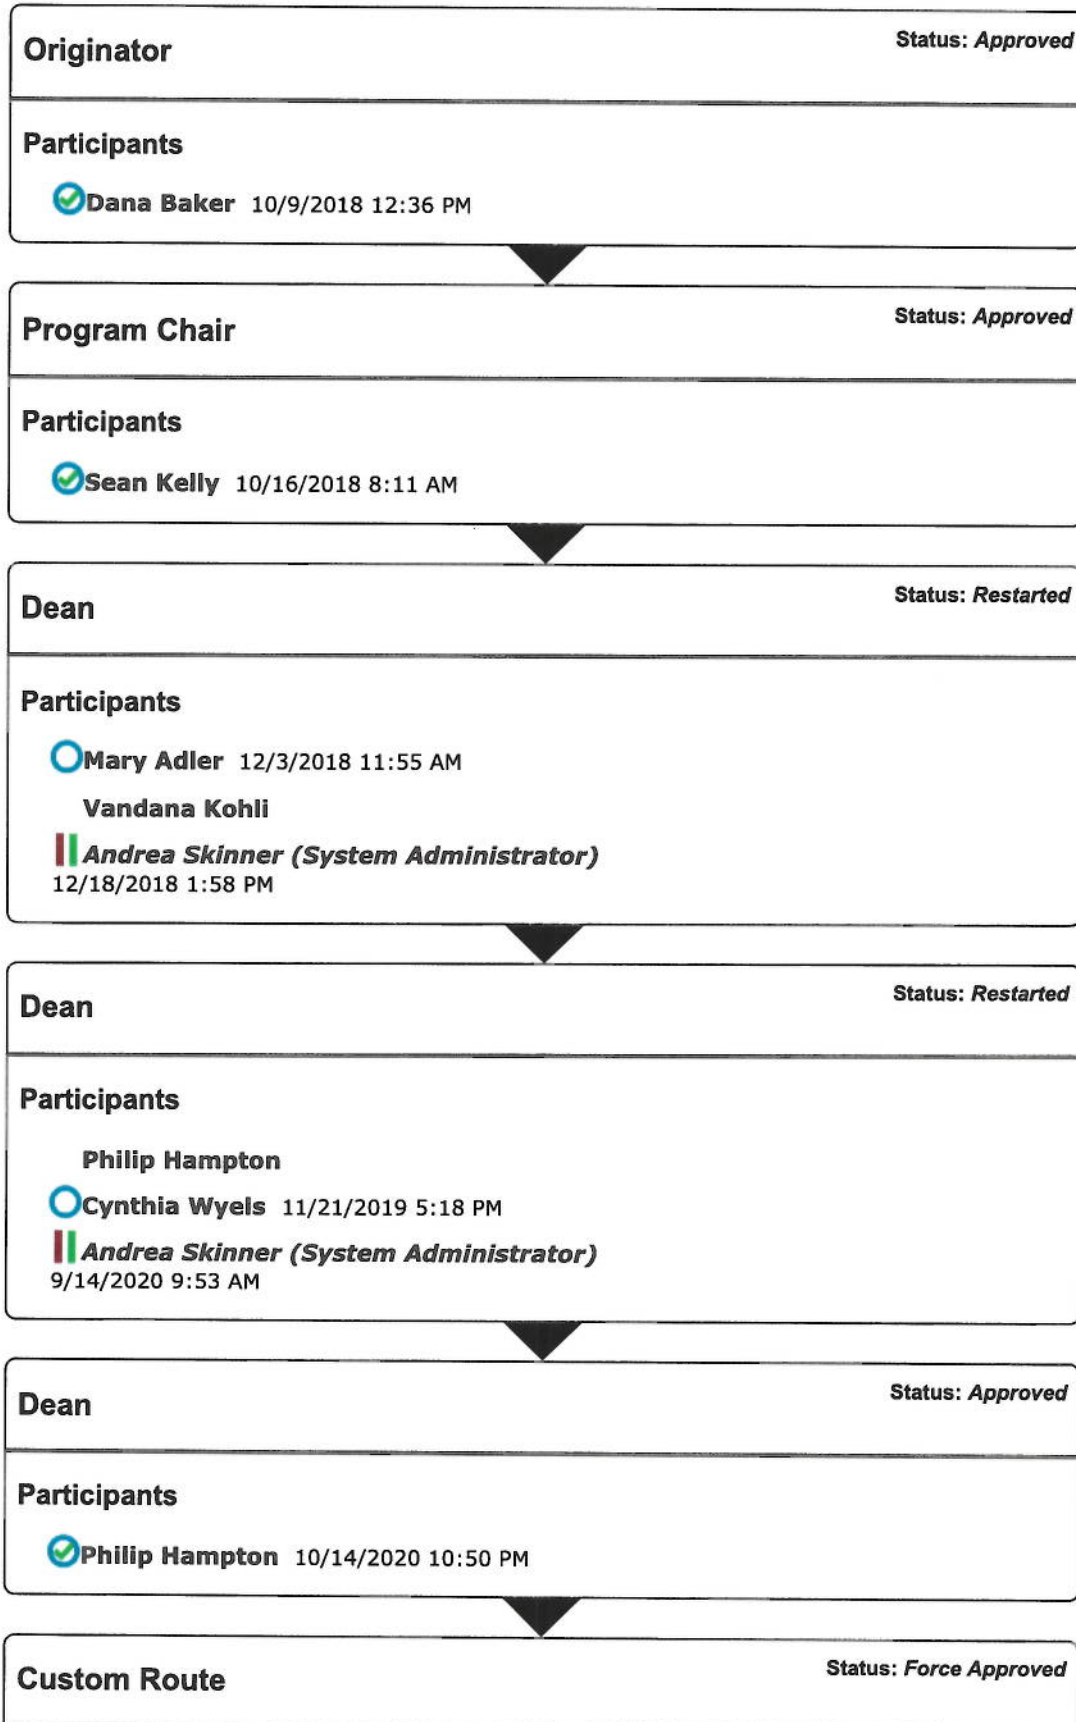 Originator
Status: Approved
Participants
Dana Baker 10/9/2018 12:36 PM
Program Chair
Status: Approved
Participants
Sean Kelly 10/16/2018 8:11 AM
Dean
Status: Restarted
Participants
Mary Adler 12/3/2018 11:55 AM
Vandana Kohli
Andrea Skinner (System Administrator)
12/18/2018 1:58 PM
Dean
Status: Restarted
Participants
Philip Hampton
Cynthia Wyels 11/21/2019 5:18 PM
Andrea Skinner (System Administrator)
9/14/2020 9:53 AM
Dean
Status: Approved
Participants
Philip Hampton 10/14/2020 10:50 PM
Custom Route
Status: Force Approved